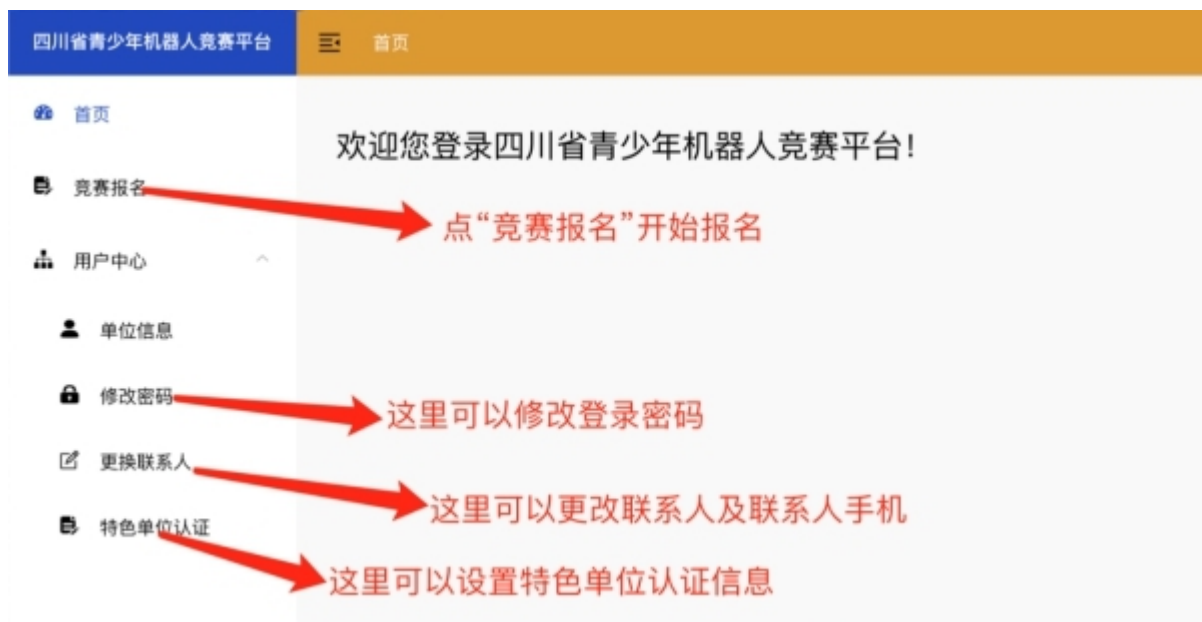 四川省青少年机器人竞赛平台
首页
首页
欢迎您登录四川省青少年机器人竞赛平台！
竞赛报名
点“竞赛报名”开始报名
用户中心
单位信息
修改密码
这里可以修改登录密码
更换联系人
这里可以更改联系人及联系人手机
特色单位认证
这里可以设置特色单位认证信息